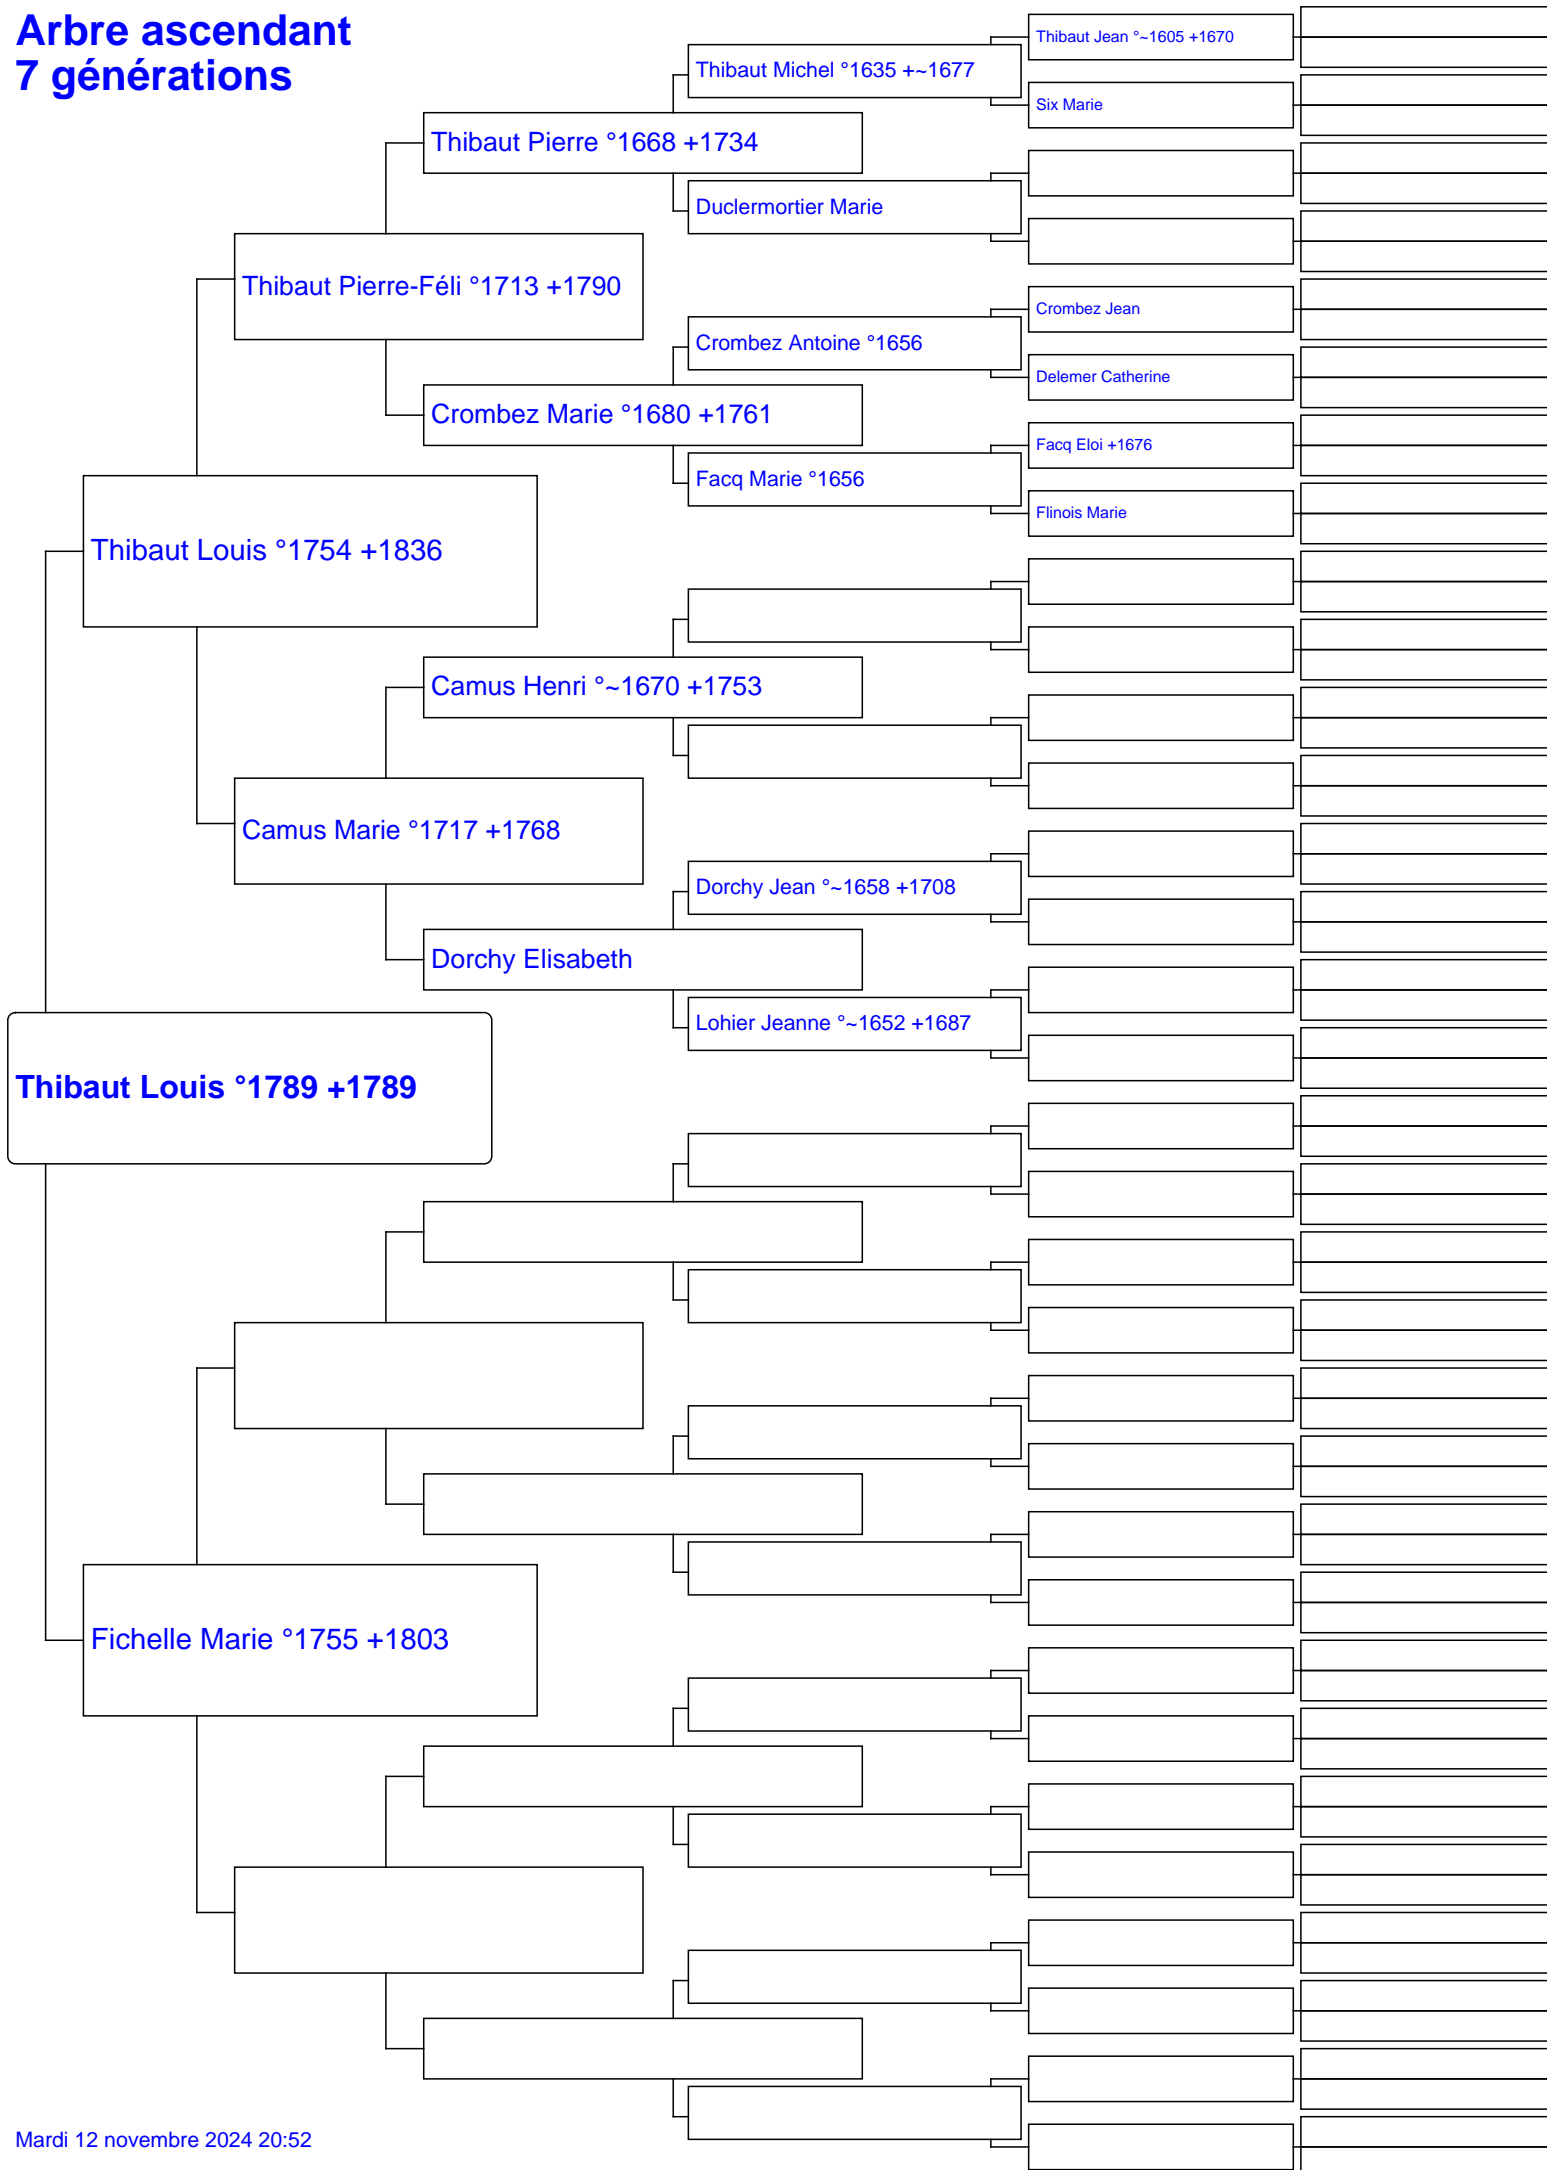 Arbre ascendant
7 générations
Thibaut Jean °~1605 +1670
Thibaut Michel °1635 +~1677
Six Marie
Thibaut Pierre °1668 +1734
Duclermortier Marie
Thibaut Pierre-Féli °1713 +1790
Crombez Jean
Crombez Antoine °1656
Delemer Catherine
Crombez Marie °1680 +1761
Facq Eloi +1676
Facq Marie °1656
Flinois Marie
Thibaut Louis °1754 +1836
Camus Henri °~1670 +1753
Camus Marie °1717 +1768
Dorchy Jean °~1658 +1708
Dorchy Elisabeth
Lohier Jeanne °~1652 +1687
Thibaut Louis °1789 +1789
Fichelle Marie °1755 +1803
Mardi 12 novembre 2024 20:52